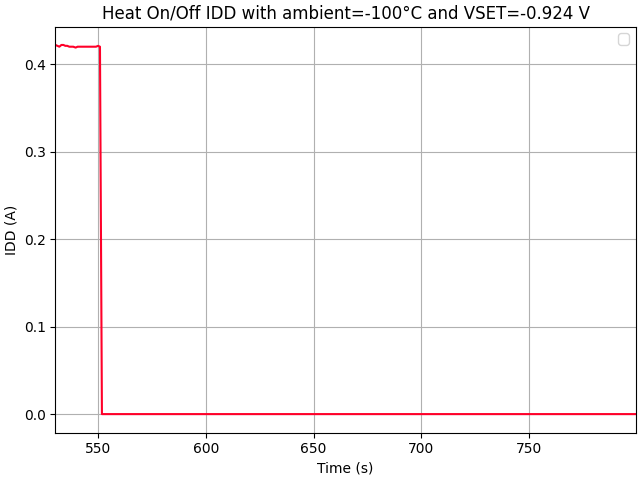 Heat On/Off IDD with ambient=-100°C and VSET=-0.924 V
IDD (A)
0.4
0.3
0.2
0.1
0.0
550 600 650 700 750
Time (s)